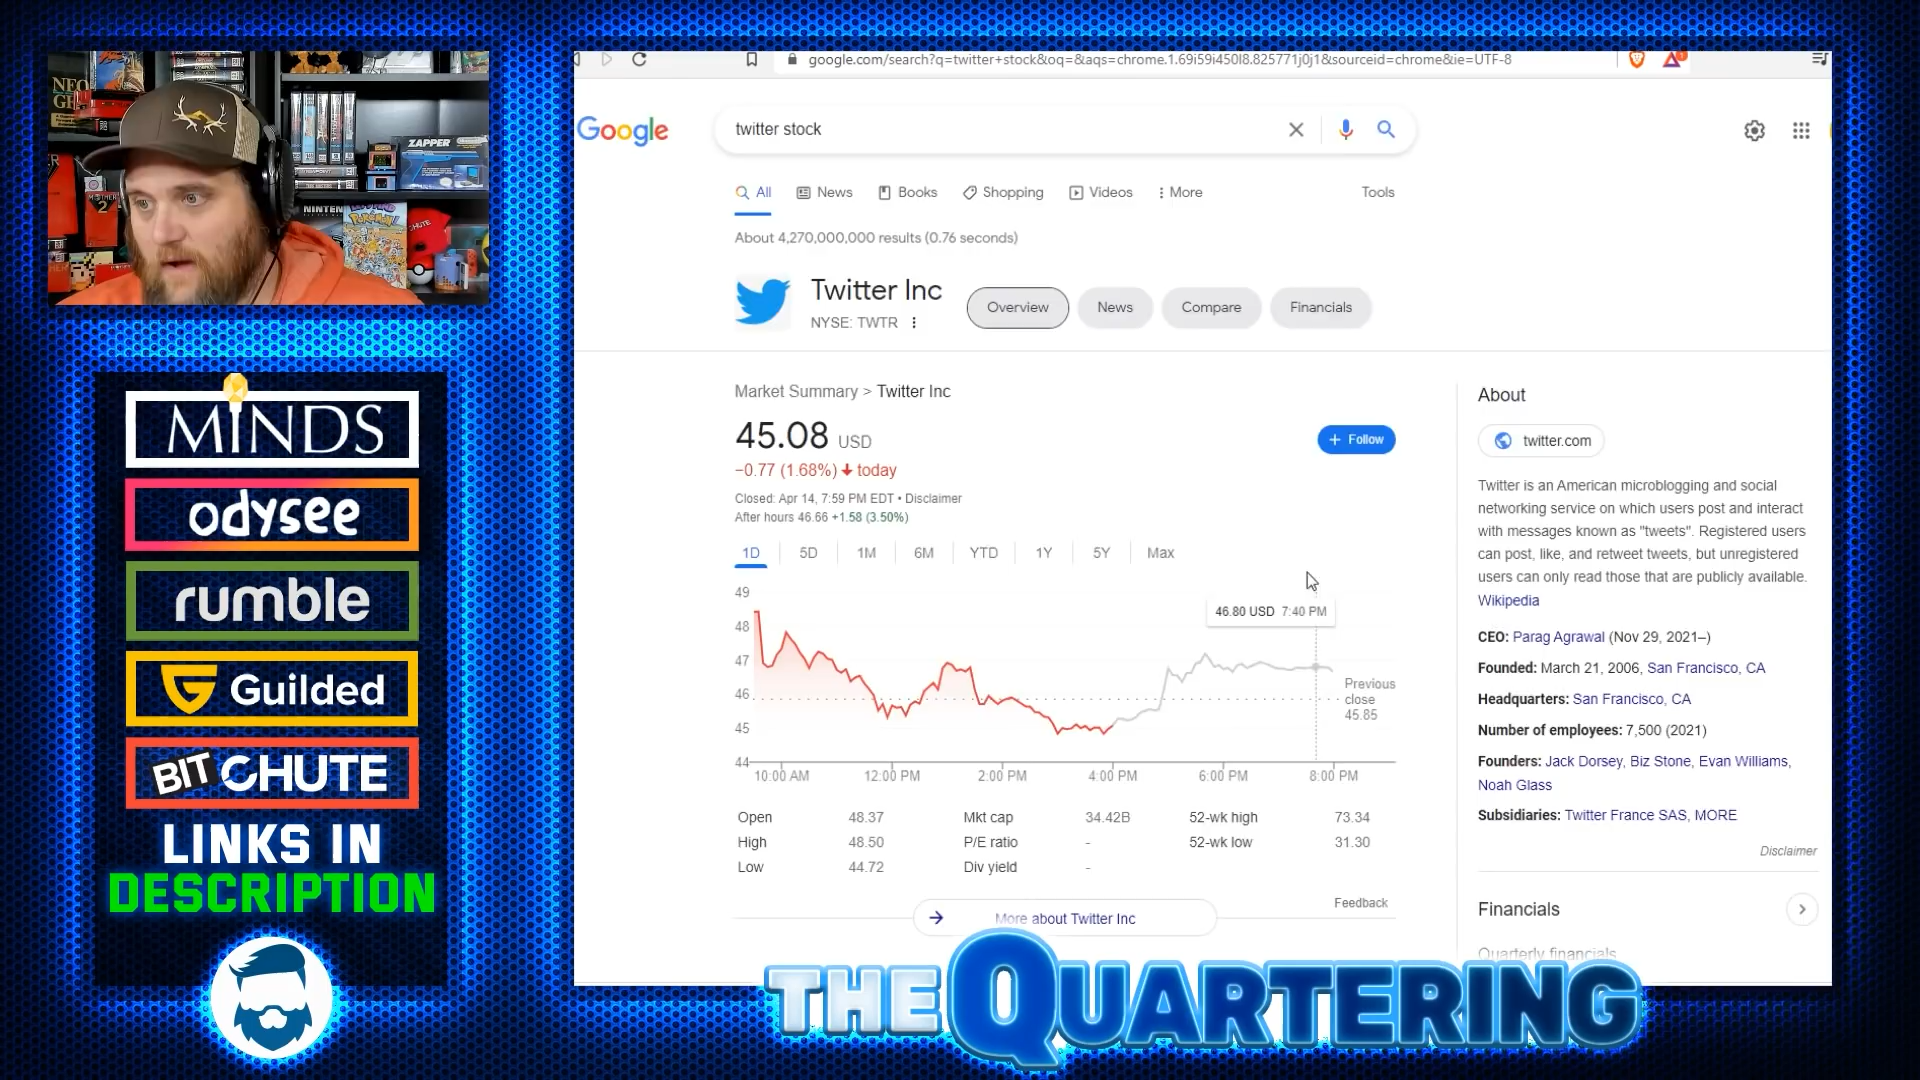 NEO
ZAPPER
NINTEN
MOTHER
2
POKéMON
CHUTE
MINDS
odysee
rumble
Guilded
BITCHUTE
LINKS IN
DESCRIPTION
google.com/search?q=twitter+stock&oq=&aqs=chrome.1.69i59i450l8.825771j0j1&sourceid=chrome&ie=UTF-8
Google
twitter stock
All News Books Shopping Videos More Tools
About 4,270,000,000 results (0.76 seconds)
Twitter Inc
NYSE: TWTR
Overview News Compare Financials
Market Summary > Twitter Inc
45.08 USD
−0.77 (1.68%) today
Closed: Apr 14, 7:59 PM EDT • Disclaimer
After hours 46.66 +1.58 (3.50%)
+ Follow
1D 5D 1M 6M YTD 1Y 5Y Max
49
48
47
46
45
44
46.80 USD 7:40 PM
Previous
close
45.85
10:00 AM 12:00 PM 2:00 PM 4:00 PM 6:00 PM 8:00 PM
Open 48.37 Mkt cap 34.42B 52-wk high 73.34
High 48.50 P/E ratio - 52-wk low 31.30
Low 44.72 Div yield -
Feedback
More about Twitter Inc
About
twitter.com
Twitter is an American microblogging and social
networking service on which users post and interact
with messages known as "tweets". Registered users
can post, like, and retweet tweets, but unregistered
users can only read those that are publicly available.
Wikipedia
CEO: Parag Agrawal (Nov 29, 2021–)
Founded: March 21, 2006, San Francisco, CA
Headquarters: San Francisco, CA
Number of employees: 7,500 (2021)
Founders: Jack Dorsey, Biz Stone, Evan Williams,
Noah Glass
Subsidiaries: Twitter France SAS, MORE
Disclaimer
Financials
Quarterly financials
THE QUARTERING